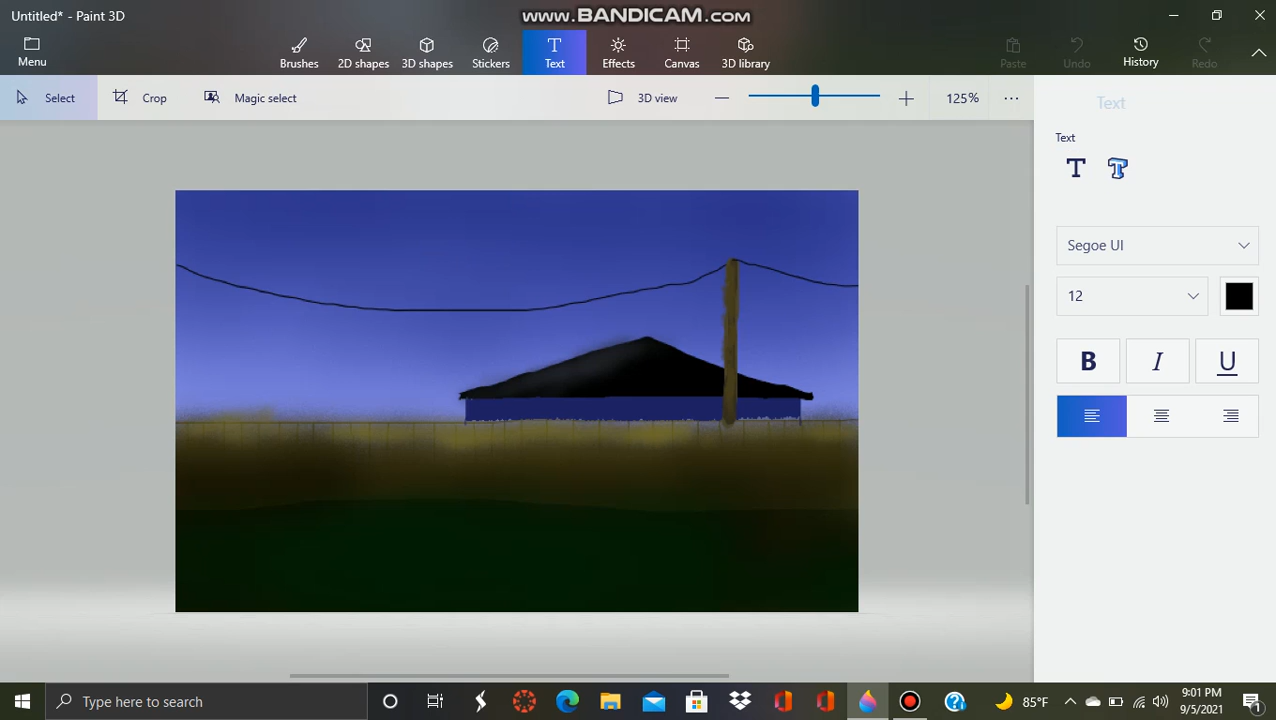 Untitled* - Paint 3D
www.BANDICAM.com
Menu
Brushes
2D shapes
3D shapes
Stickers
Text
Effects
Canvas
3D library
Paste
Undo
History
Redo
Select
Crop
Magic select
3D view
125%
Text
Text
Segoe UI
12
B
I
U
Type here to search
85°F
9:01 PM
9/5/2021
1